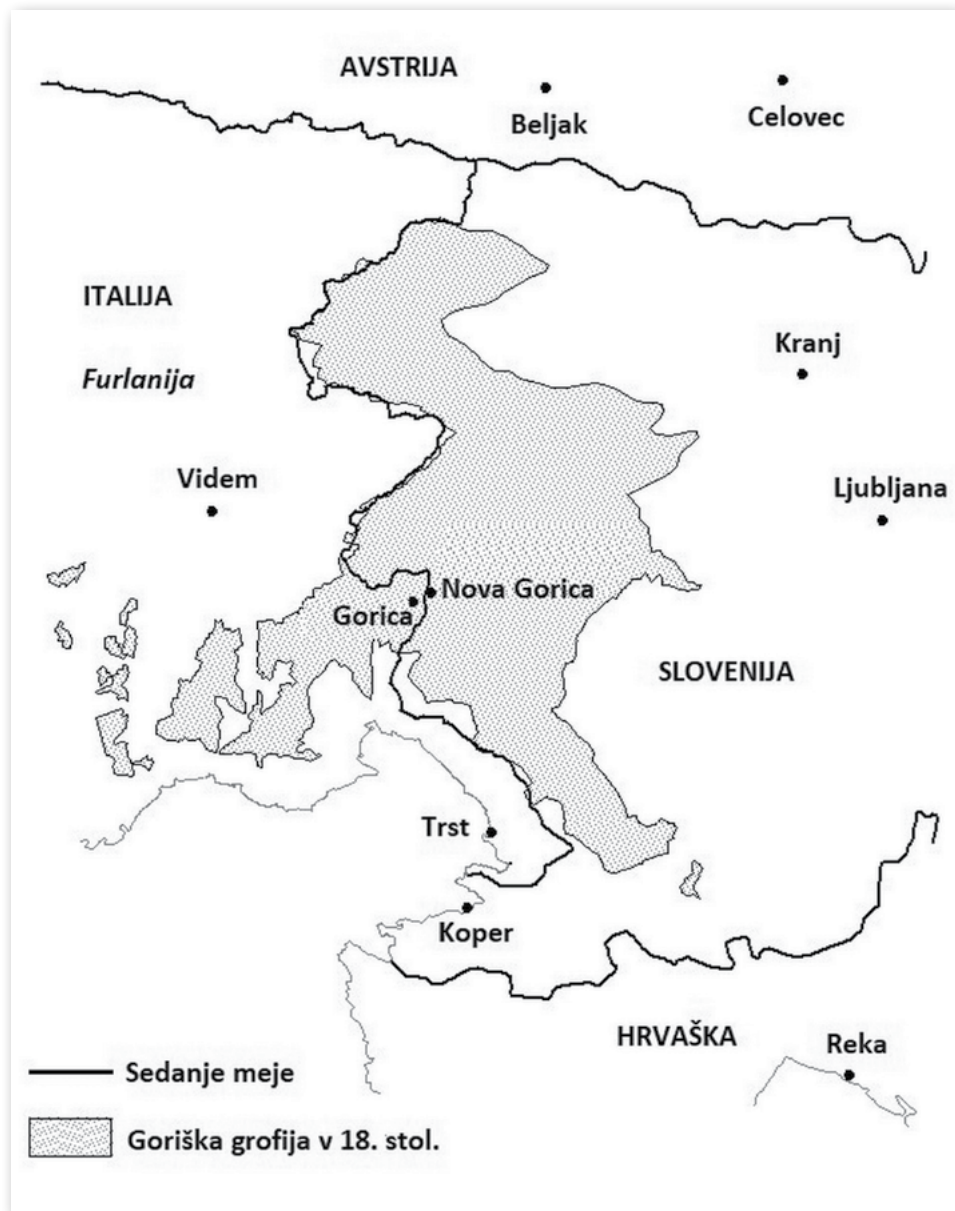 AVSTRIJA
Beljak
Celovec
ITALIJA
Furlanija
Kranj
Videm
Ljubljana
Nova Gorica
Gorica
SLOVENIJA
Trst
Koper
HRVAŠKA
Reka
Sedanje meje
Goriška grofija v 18. stol.